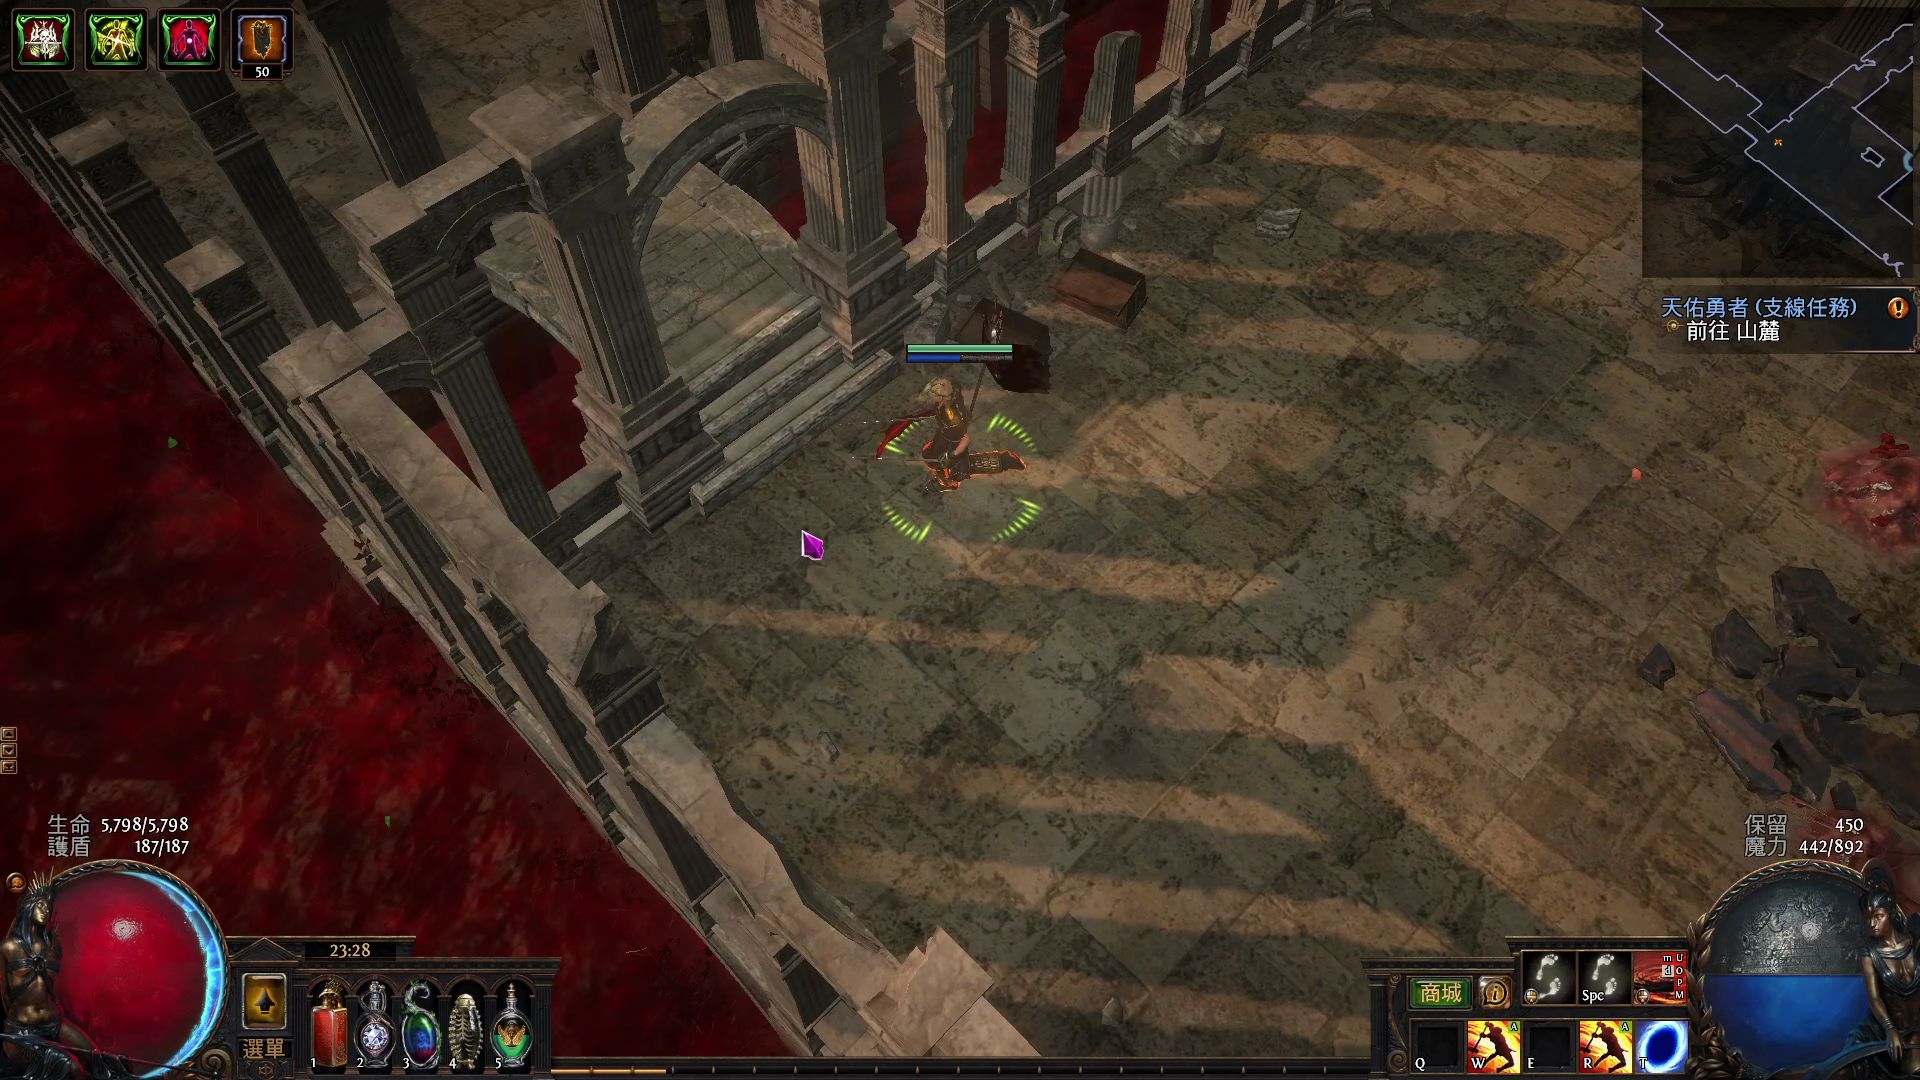 50
天佑勇者 (支線任務)
前往 山麓
生命 5,798/5,798
護盾 187/187
保留 450
魔力 442/892
23:28
選單
1 2 3 4 5
商城
Spc
m U
d O
P
M
Q W A E R A T